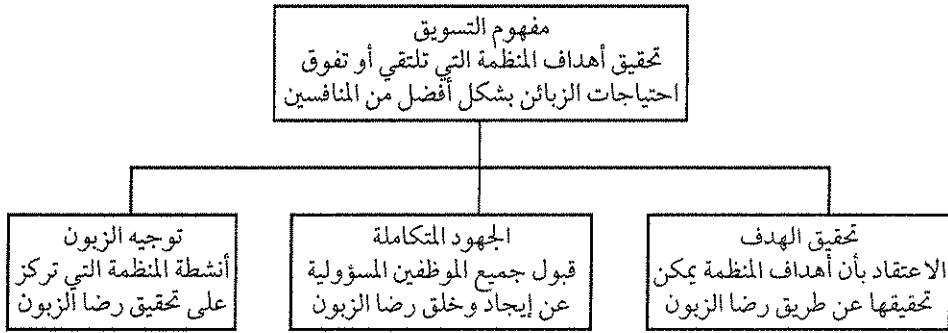 مفهوم التسويق
تحقيق أهداف المنظمة التي تلتقي أو تفوق
احتياجات الزبائن بشكل أفضل من المنافسين
تحقيق الهدف
الاعتقاد بأن أهداف المنظمة يمكن
تحقيقها عن طريق رضا الزبون
الجهود المتكاملة
قبول جميع الموظفين المسؤولية
عن إيجاد وخلق رضا الزبون
توجيه الزبون
أنشطة المنظمة التي تركز
على تحقيق رضا الزبون